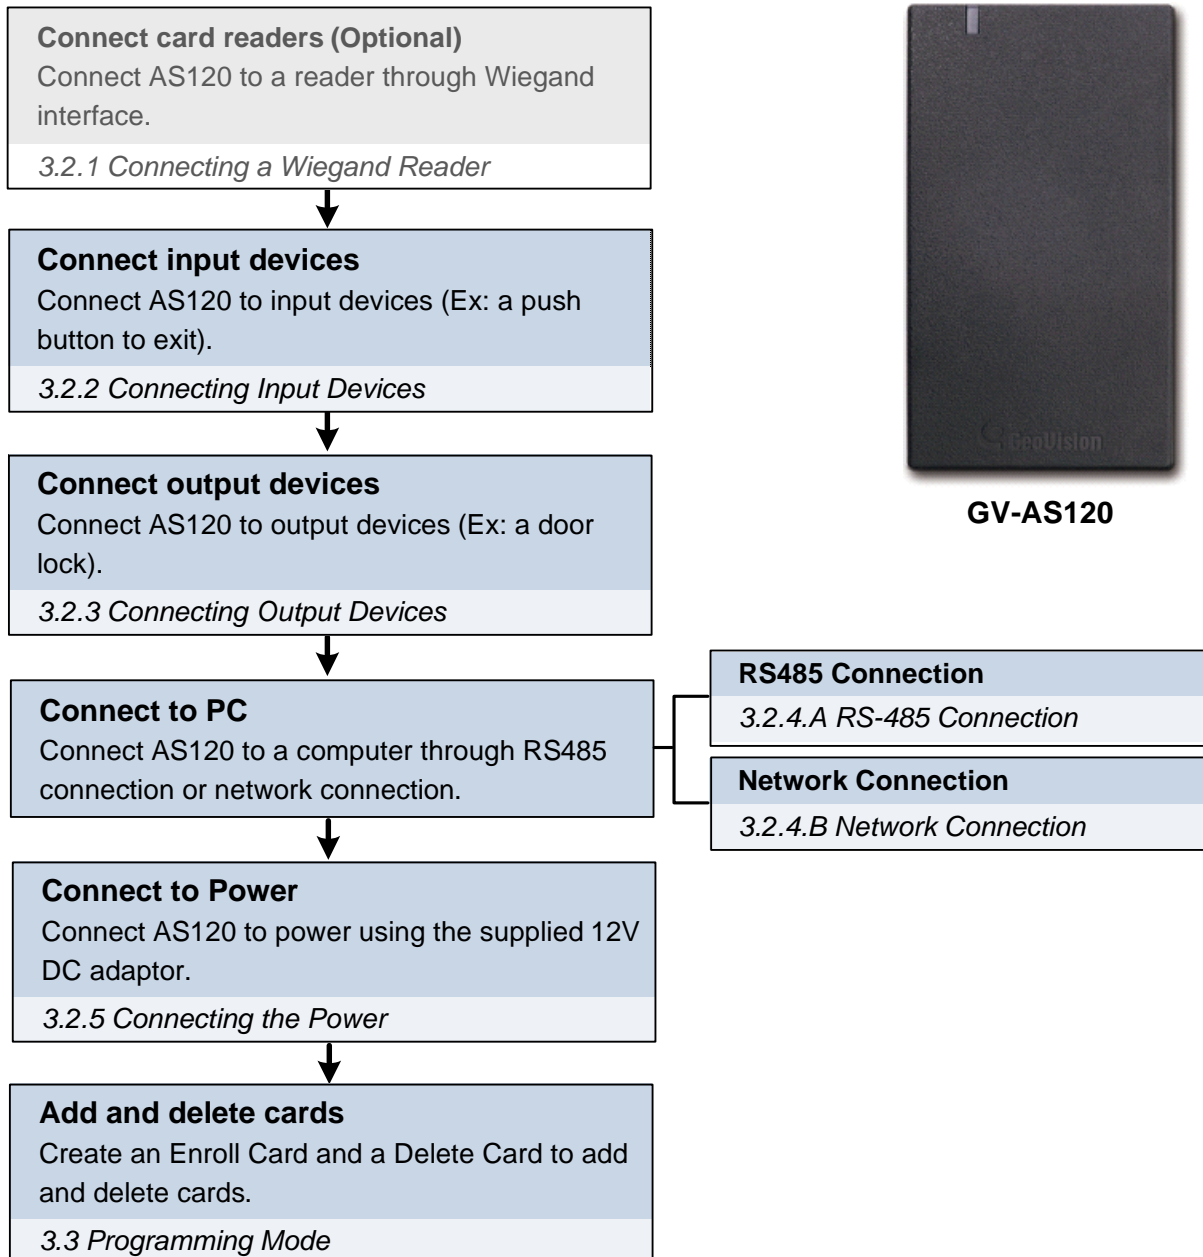 Connect card readers (Optional)
Connect AS120 to a reader through Wiegand
interface.
3.2.1 Connecting a Wiegand Reader
Connect input devices
Connect AS120 to input devices (Ex: a push
button to exit).
3.2.2 Connecting Input Devices
Connect output devices
Connect AS120 to output devices (Ex: a door
lock).
3.2.3 Connecting Output Devices
Connect to PC
Connect AS120 to a computer through RS485
connection or network connection.
RS485 Connection
3.2.4.A RS-485 Connection
Network Connection
3.2.4.B Network Connection
Connect to Power
Connect AS120 to power using the supplied 12V
DC adaptor.
3.2.5 Connecting the Power
Add and delete cards
Create an Enroll Card and a Delete Card to add
and delete cards.
3.3 Programming Mode
GeoVision
GV-AS120